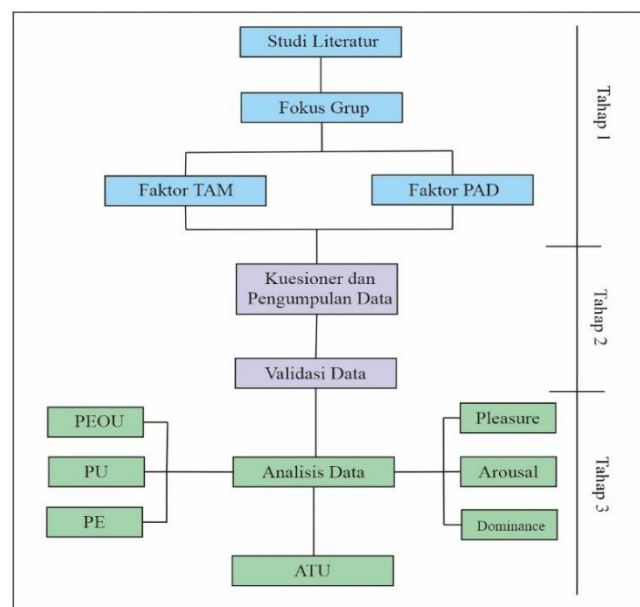 Studi Literatur
Fokus Grup
Faktor TAM
Faktor PAD
Tahap 1
Kuesioner dan
Pengumpulan Data
Validasi Data
Tahap 2
PEOU
PU
PE
Analisis Data
Pleasure
Arousal
Dominance
ATU
Tahap 3